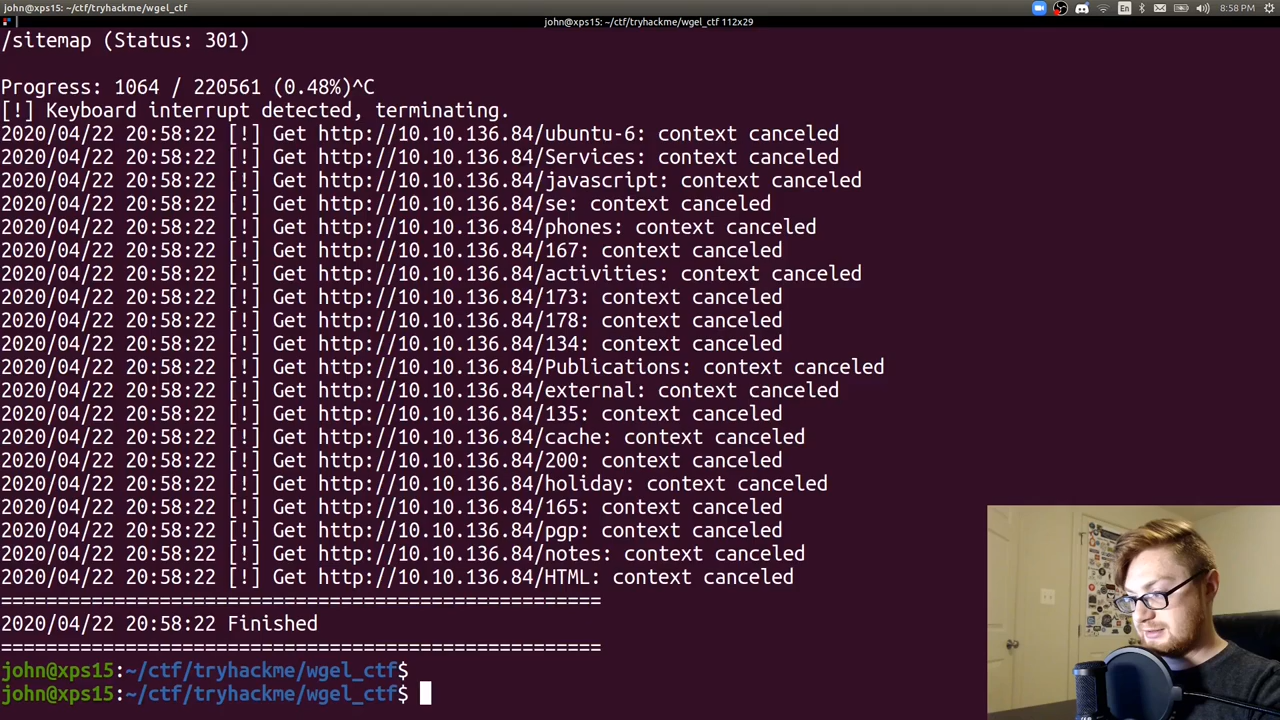 john@xps15: ~/ctf/tryhackme/wgel_ctf
En
8:58 PM
john@xps15: ~/ctf/tryhackme/wgel_ctf 112x29
/sitemap (Status: 301)
Progress: 1064 / 220561 (0.48%)^C
[!] Keyboard interrupt detected, terminating.
2020/04/22 20:58:22 [!] Get http://10.10.136.84/ubuntu-6: context canceled
2020/04/22 20:58:22 [!] Get http://10.10.136.84/Services: context canceled
2020/04/22 20:58:22 [!] Get http://10.10.136.84/javascript: context canceled
2020/04/22 20:58:22 [!] Get http://10.10.136.84/se: context canceled
2020/04/22 20:58:22 [!] Get http://10.10.136.84/phones: context canceled
2020/04/22 20:58:22 [!] Get http://10.10.136.84/167: context canceled
2020/04/22 20:58:22 [!] Get http://10.10.136.84/activities: context canceled
2020/04/22 20:58:22 [!] Get http://10.10.136.84/173: context canceled
2020/04/22 20:58:22 [!] Get http://10.10.136.84/178: context canceled
2020/04/22 20:58:22 [!] Get http://10.10.136.84/134: context canceled
2020/04/22 20:58:22 [!] Get http://10.10.136.84/Publications: context canceled
2020/04/22 20:58:22 [!] Get http://10.10.136.84/external: context canceled
2020/04/22 20:58:22 [!] Get http://10.10.136.84/135: context canceled
2020/04/22 20:58:22 [!] Get http://10.10.136.84/cache: context canceled
2020/04/22 20:58:22 [!] Get http://10.10.136.84/200: context canceled
2020/04/22 20:58:22 [!] Get http://10.10.136.84/holiday: context canceled
2020/04/22 20:58:22 [!] Get http://10.10.136.84/165: context canceled
2020/04/22 20:58:22 [!] Get http://10.10.136.84/pgp: context canceled
2020/04/22 20:58:22 [!] Get http://10.10.136.84/notes: context canceled
2020/04/22 20:58:22 [!] Get http://10.10.136.84/HTML: context canceled
=====================================================
2020/04/22 20:58:22 Finished
=====================================================
john@xps15:~/ctf/tryhackme/wgel_ctf$
john@xps15:~/ctf/tryhackme/wgel_ctf$